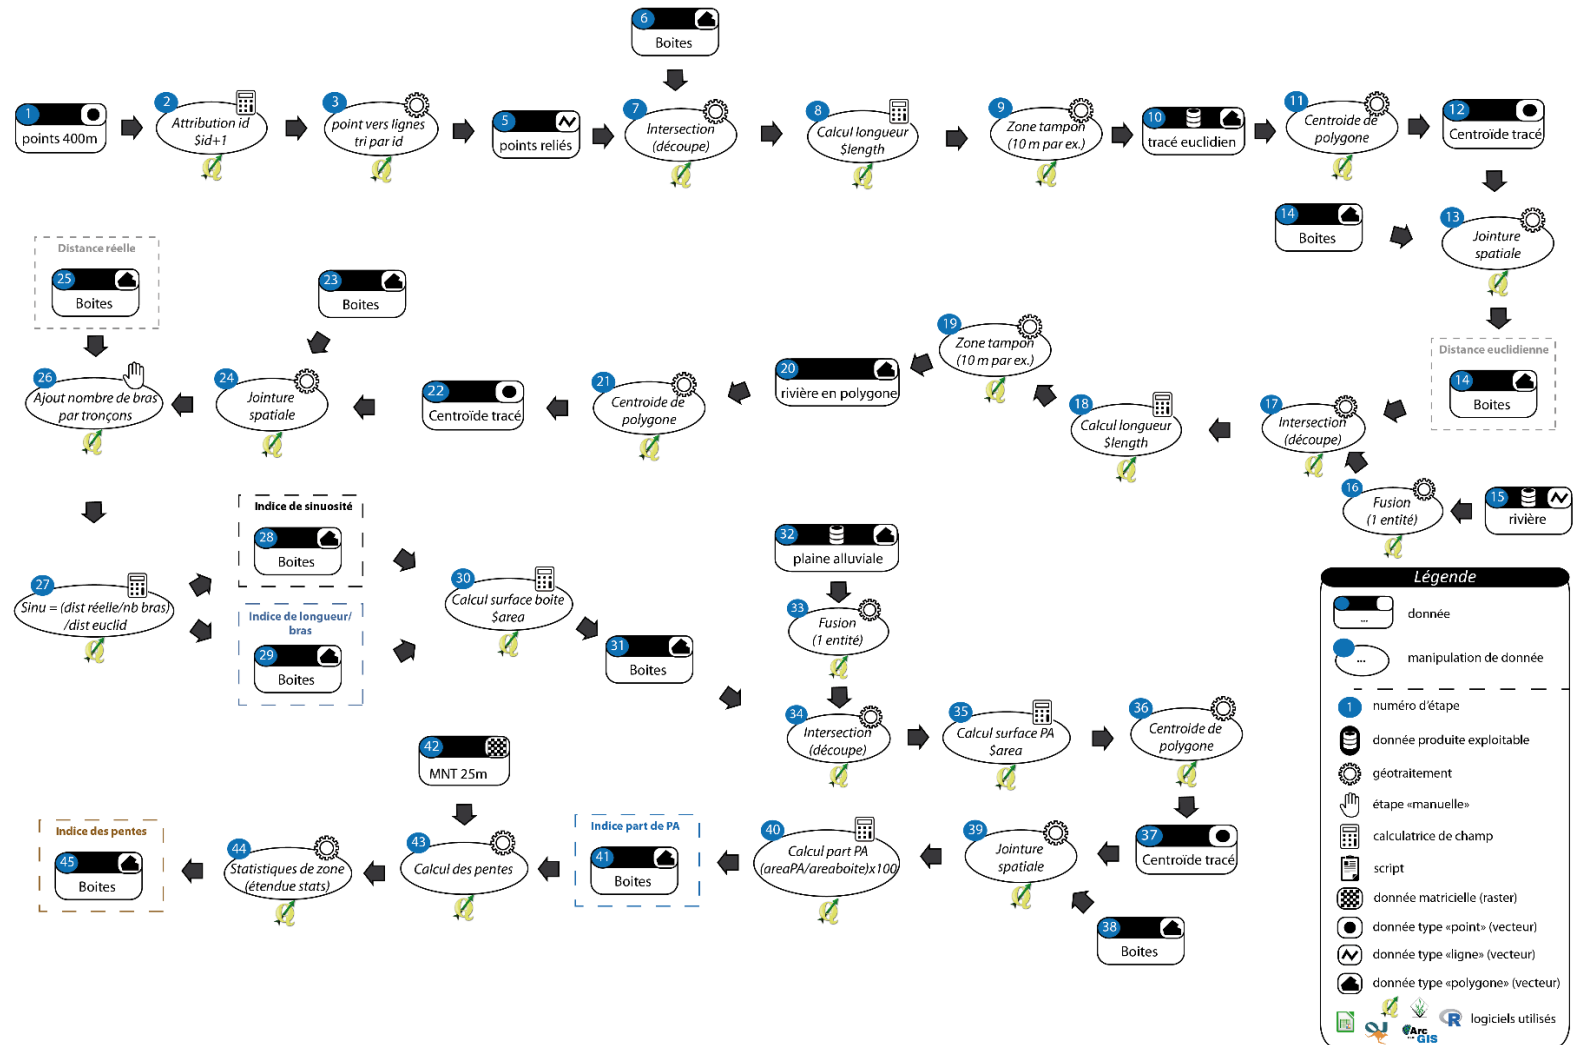 6
Boites
1
points 400m
2
Attribution id
$id+1
3
point vers lignes
tri par id
5
points reliés
7
Intersection
(découpe)
8
Calcul longueur
$length
9
Zone tampon
(10 m par ex.)
10
tracé euclidien
11
Centroide de
polygone
12
Centroïde tracé
14
Boites
13
Jointure
spatiale
Distance réelle
25
Boites
23
Boites
Distance euclidienne
14
Boites
26
Ajout nombre de bras
par tronçons
24
Jointure
spatiale
22
Centroïde tracé
21
Centroide de
polygone
20
rivière en polygone
19
Zone tampon
(10 m par ex.)
18
Calcul longueur
$length
17
Intersection
(découpe)
16
Fusion
(1 entité)
15
rivière
27
Sinu = (dist réelle/nb bras)
/dist euclid
Indice de sinuosité
28
Boites
Indice de longueur/
bras
29
Boites
30
Calcul surface boite
$area
31
Boites
32
plaine alluviale
33
Fusion
(1 entité)
34
Intersection
(découpe)
35
Calcul surface PA
$area
36
Centroide de
polygone
37
Centroïde tracé
38
Boites
39
Jointure
spatiale
40
Calcul part PA
(areaPA/areaboite)x100
Indice part de PA
41
Boites
42
MNT 25m
43
Calcul des pentes
44
Statistiques de zone
(étendue stats)
Indice des pentes
45
Boites
Légende
...
donnée
...
manipulation de donnée
1
numéro d'étape
donnée produite exploitable
géotraitement
étape «manuelle»
calculatrice de champ
script
donnée matricielle (raster)
donnée type «point» (vecteur)
donnée type «ligne» (vecteur)
donnée type «polygone» (vecteur)
Arc
GIS
R
logiciels utilisés